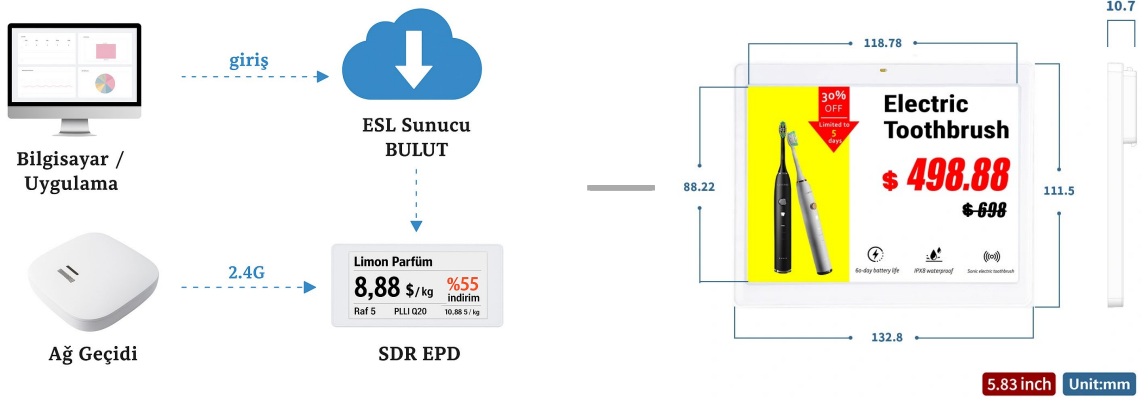 giriş
ESL Sunucu
BULUT
Bilgisayar /
Uygulama
2.4G
Limon Parfüm
8,88 $/kg
%55
indirim
Raf 5 PLLI Q20 10,88 5 / kg
Ağ Geçidi
SDR EPD
10.7
118.78
30%
OFF
Limited to
5
days
Electric
Toothbrush
$ 498.88
$ 698
88.22
111.5
60-day battery life
IPX8 waterproof
Sonic electric toothbrush
132.8
5.83 inch
Unit:mm